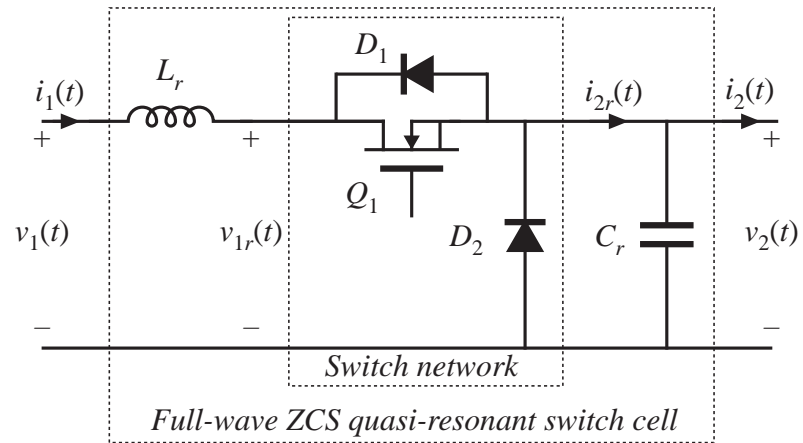 D₁
Lᵣ
i₁(t)
i₂ᵣ(t)
i₂(t)
+
+
+
Q₁
v₁(t)
v₁ᵣ(t)
D₂
Cᵣ
v₂(t)
–
–
–
Switch network
Full-wave ZCS quasi-resonant switch cell